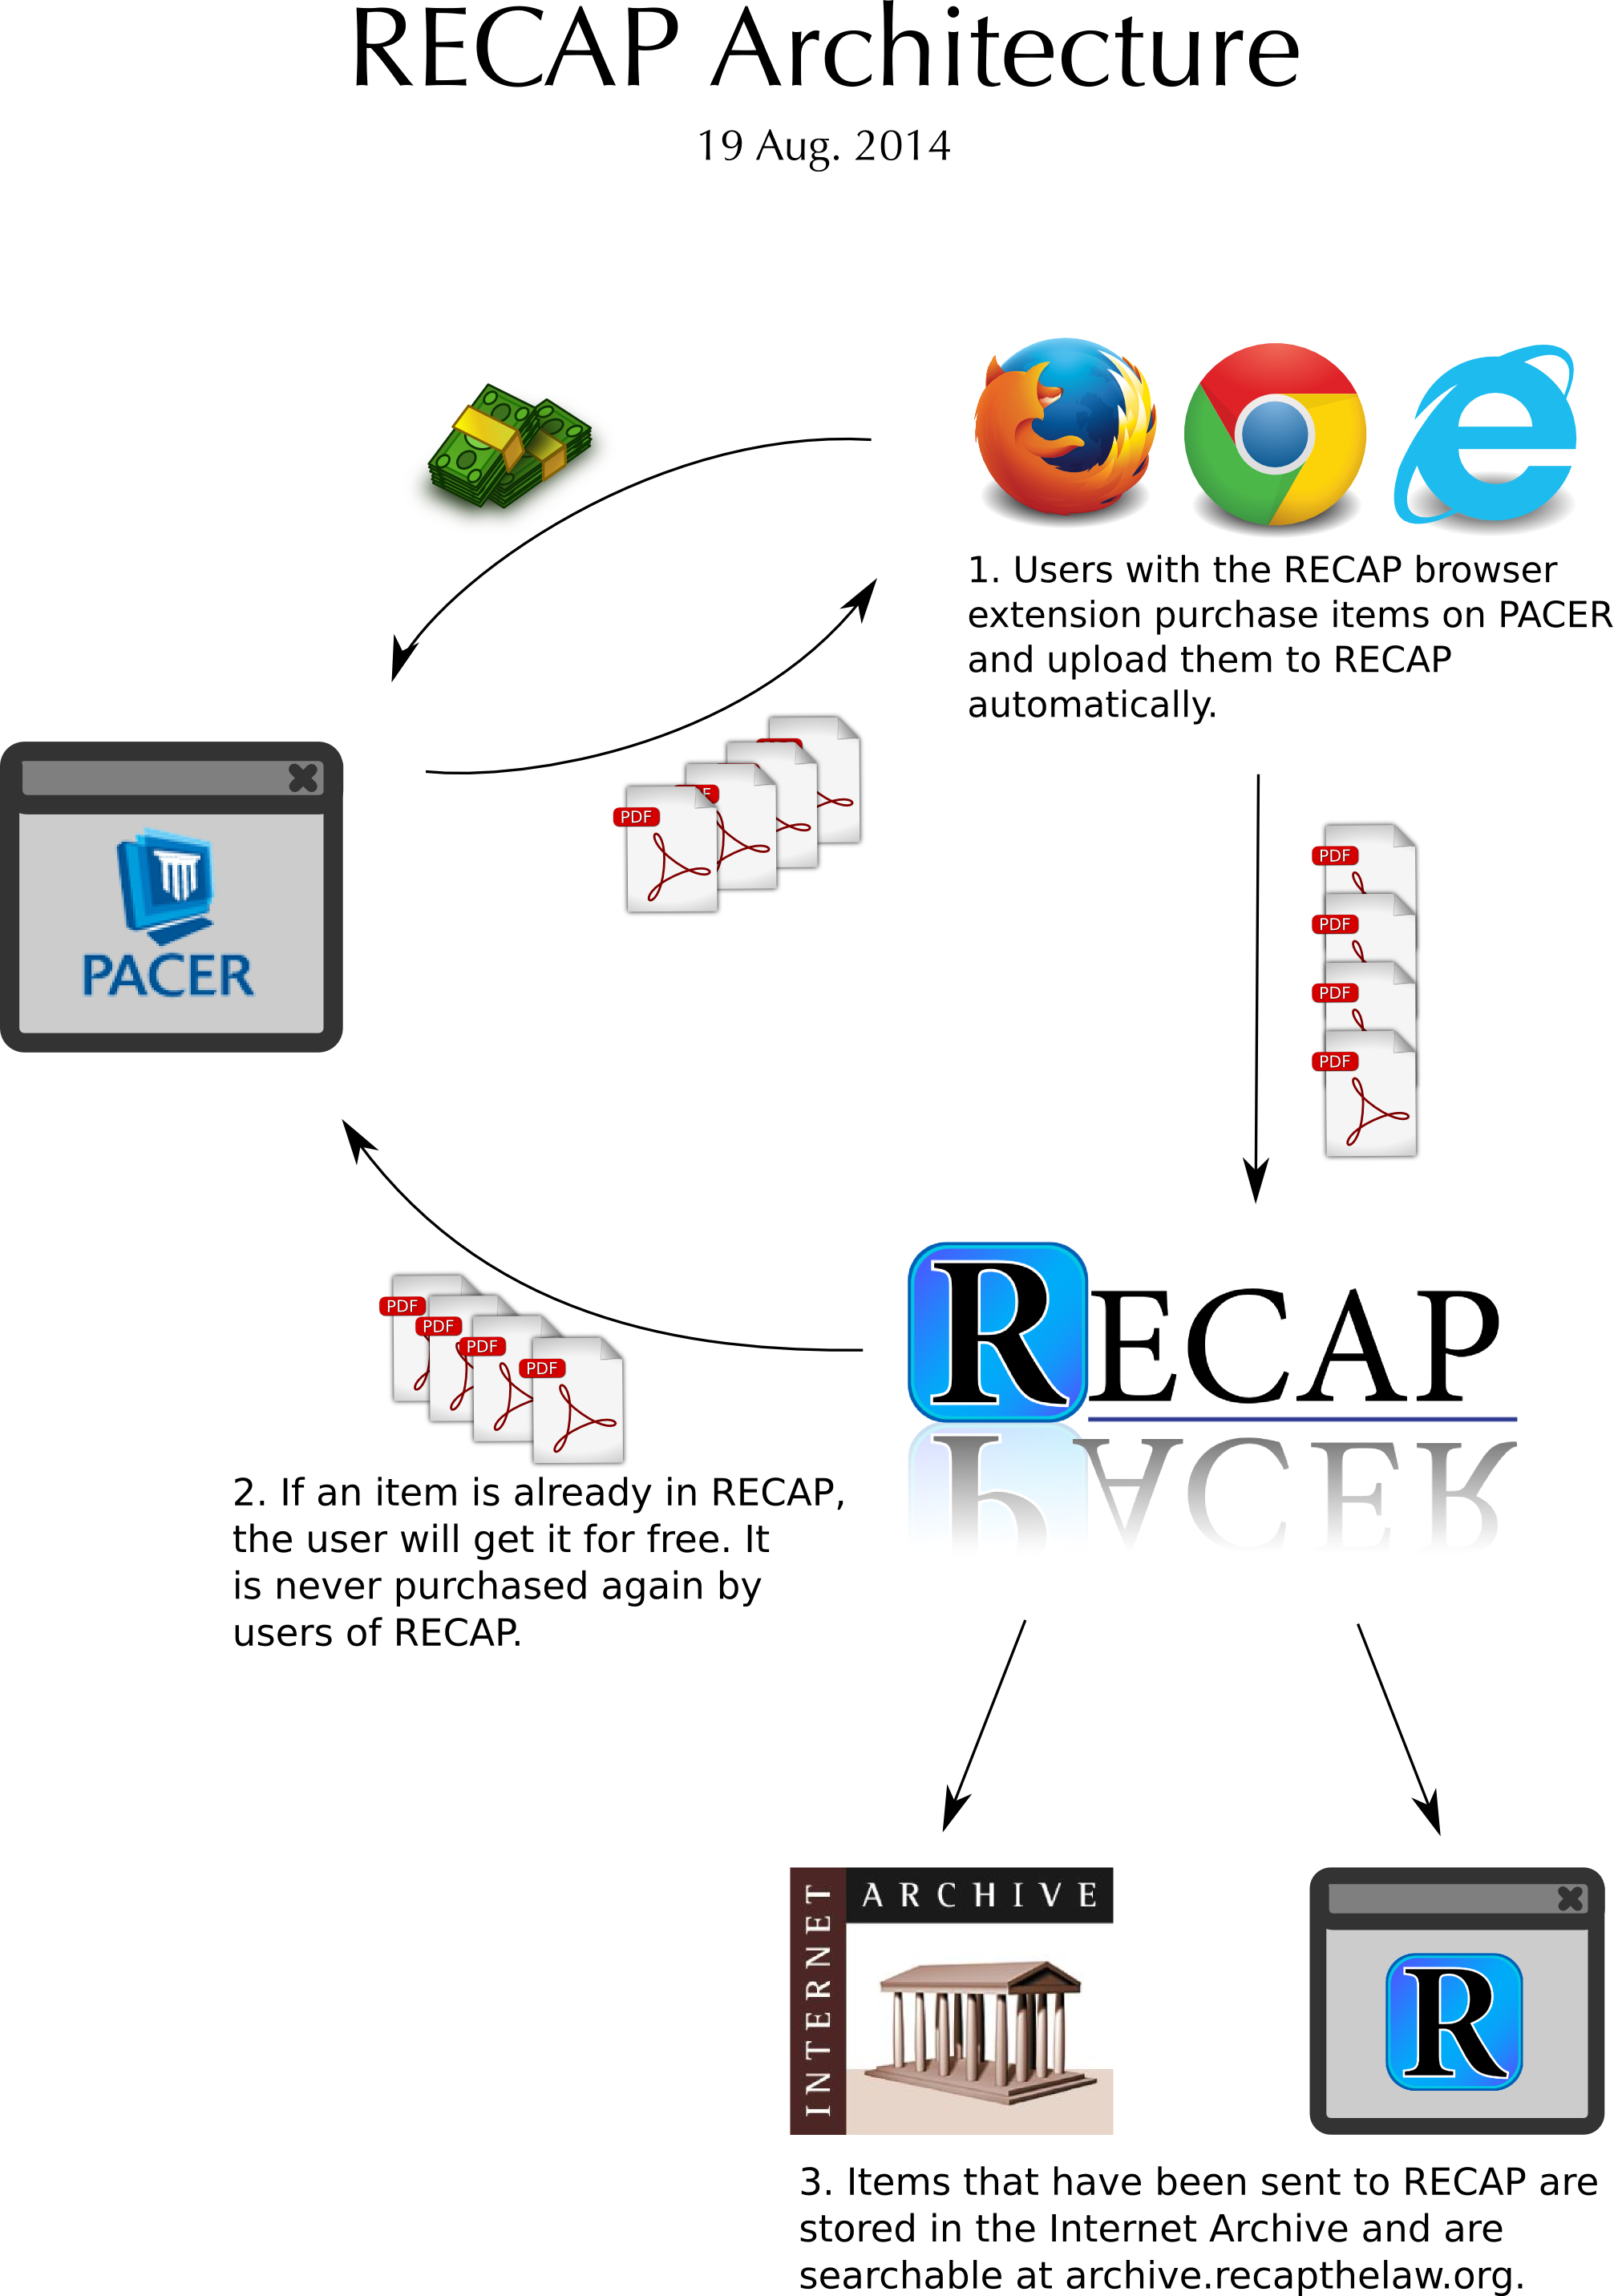 RECAP Architecture
19 Aug. 2014
1. Users with the RECAP browser
extension purchase items on PACER
and upload them to RECAP
automatically.
PDF
PDF
PDF
PDF
PDF
PACER
PDF
PDF
PDF
PDF
RECAP
PACER
2. If an item is already in RECAP,
the user will get it for free. It
is never purchased again by
users of RECAP.
INTERNET
ARCHIVE
R
3. Items that have been sent to RECAP are
stored in the Internet Archive and are
searchable at archive.recapthelaw.org.